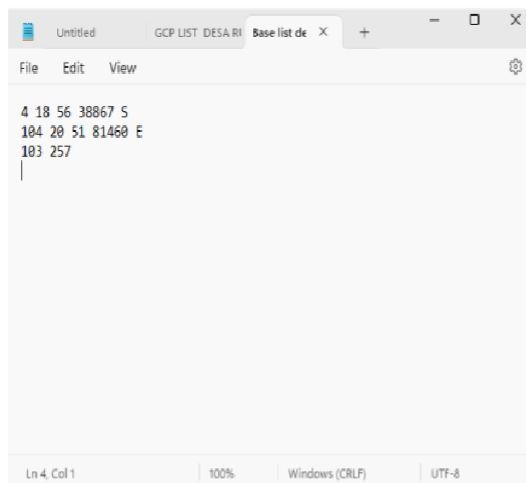 Untitled GCP LIST DESA RI Base list de X +
File Edit View
4 18 56 38867 S
104 20 51 81460 E
103 257
Ln 4, Col 1 100% Windows (CRLF) UTF-8